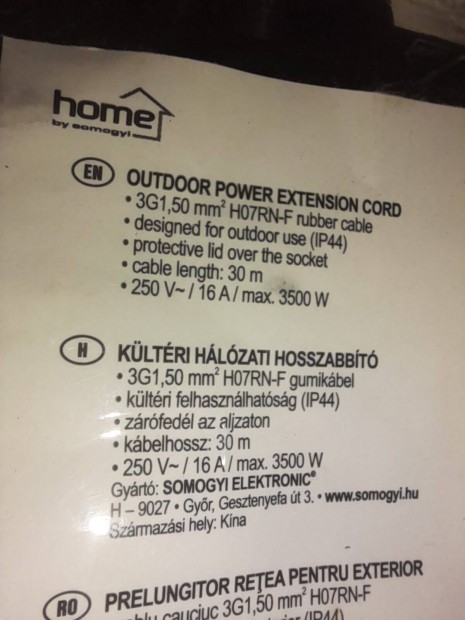 home
by somogyi
EN OUTDOOR POWER EXTENSION CORD
• 3G1,50 mm² H07RN-F rubber cable
• designed for outdoor use (IP44)
• protective lid over the socket
• cable length: 30 m
• 250 V~ / 16 A / max. 3500 W
H KÜLTÉRI HÁLÓZATI HOSSZABBÍTÓ
• 3G1,50 mm² H07RN-F gumikábel
• kültéri felhasználhatóság (IP44)
• zárófedél az aljzaton
• kábelhossz: 30 m
• 250 V~ / 16 A / max. 3500 W
Gyártó: SOMOGYI ELEKTRONIC®
H – 9027 • Győr, Gesztenyefa út 3. • www.somogyi.hu
Származási hely: Kína
RO PRELUNGITOR REŢEA PENTRU EXTERIOR
cauciuc 3G1,50 mm² H07RN-F
(IP44)